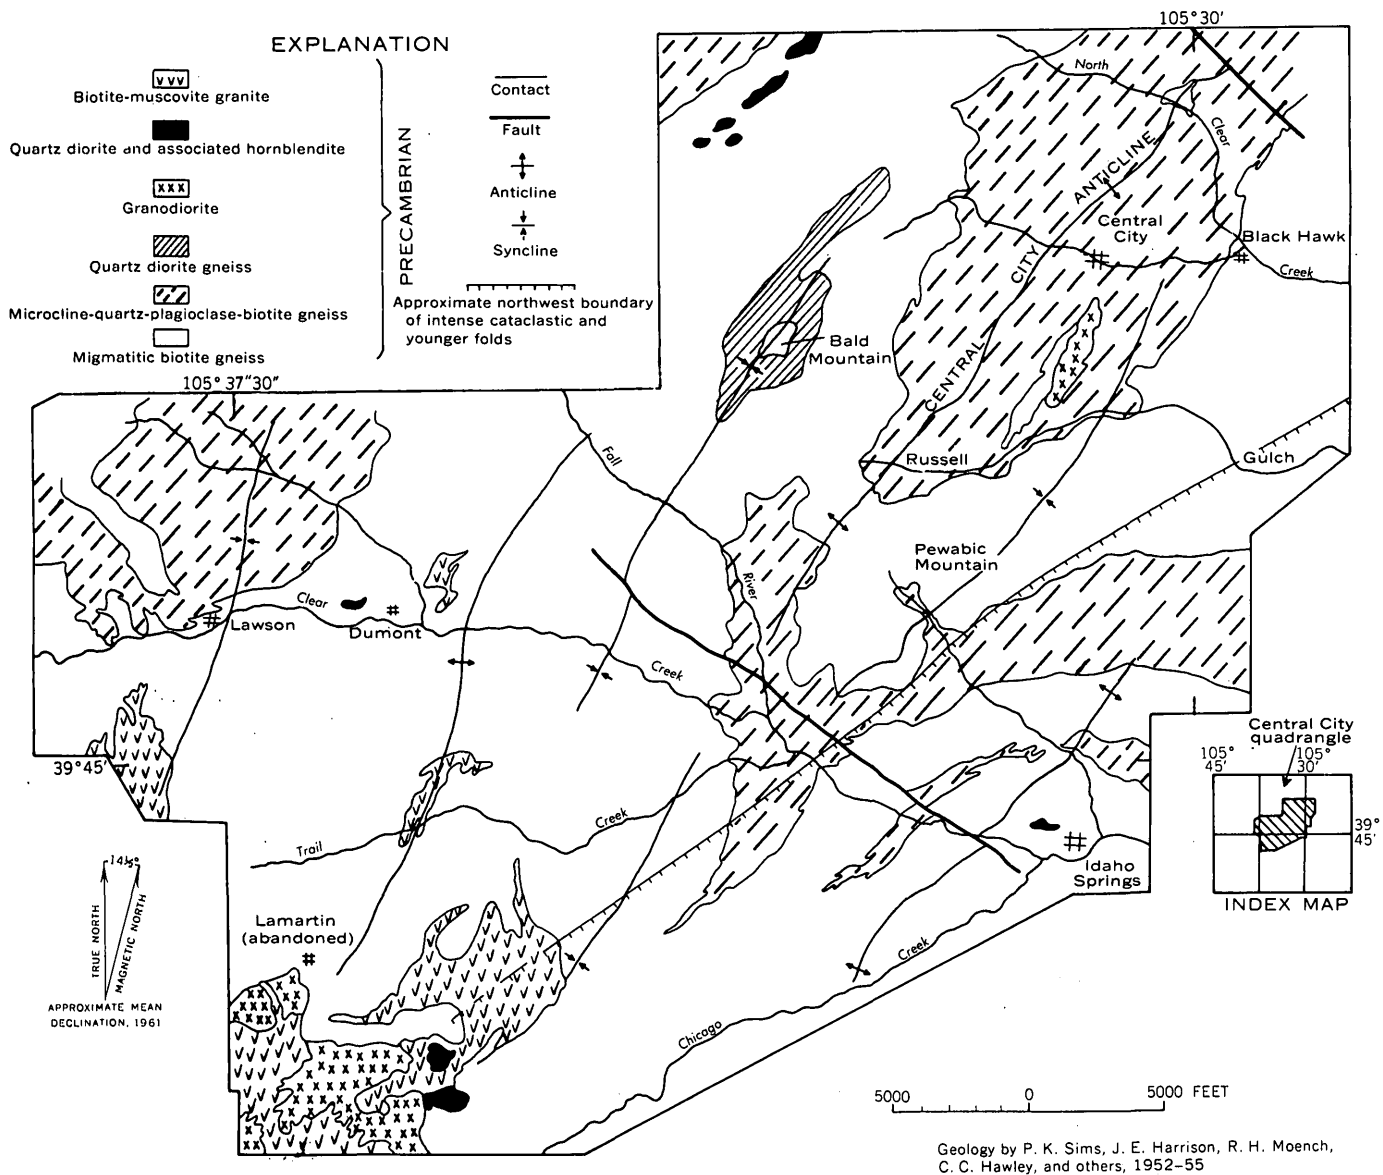 EXPLANATION
Biotite-muscovite granite
Quartz diorite and associated hornblendite
Granodiorite
Quartz diorite gneiss
Microcline-quartz-plagioclase-biotite gneiss
Migmatitic biotite gneiss
PRECAMBRIAN
Contact
Fault
Anticline
Syncline
Approximate northwest boundary
of intense cataclastic and
younger folds
105° 30'
105° 37"30"
North
Clear
Creek
CENTRAL CITY ANTICLINE
Central
City
Black Hawk
Bald
Mountain
Russell
Gulch
Fall
River
Pewabic
Mountain
Clear
Creek
Lawson
Dumont
39° 45'
Trail
Creek
Idaho
Springs
Chicago
Creek
Lamartin
(abandoned)
14½°
TRUE NORTH
MAGNETIC NORTH
APPROXIMATE MEAN
DECLINATION, 1961
Central City
quadrangle
105°
45'
105°
30'
39°
45'
INDEX MAP
5000 0 5000 FEET
Geology by P. K. Sims, J. E. Harrison, R. H. Moench,
C. C. Hawley, and others, 1952-55